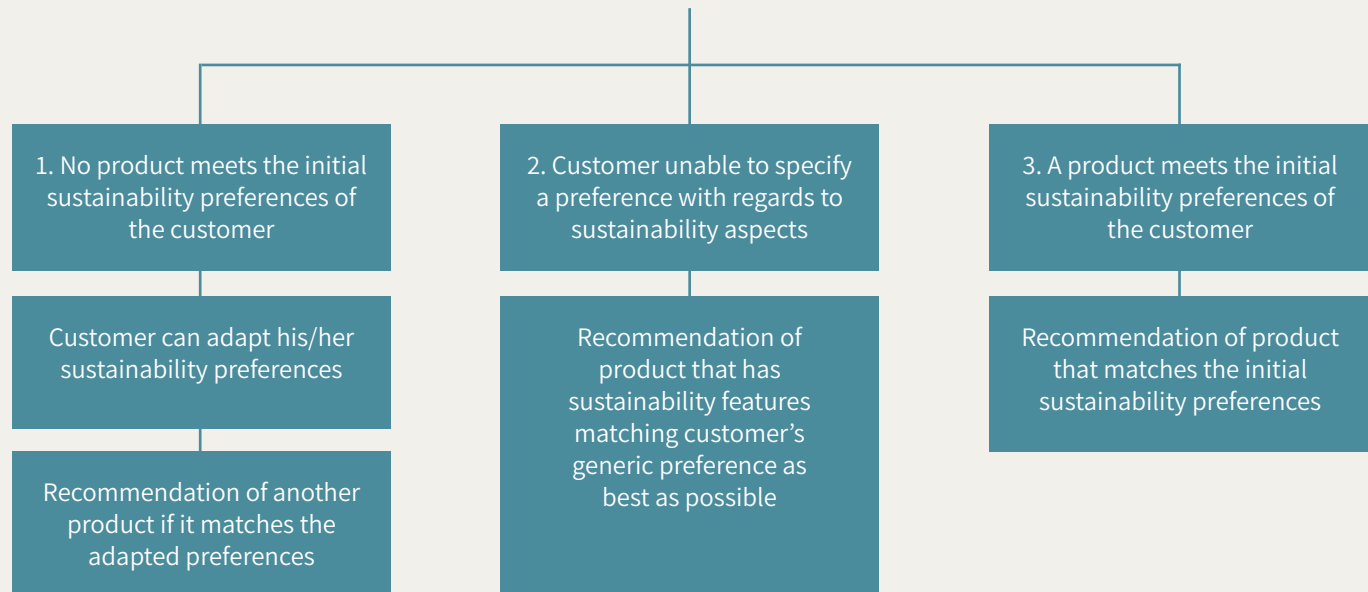 1. No product meets the initial
sustainability preferences of
the customer
Customer can adapt his/her
sustainability preferences
Recommendation of another
product if it matches the
adapted preferences
2. Customer unable to specify
a preference with regards to
sustainability aspects
Recommendation of
product that has
sustainability features
matching customer’s
generic preference as
best as possible
3. A product meets the initial
sustainability preferences of
the customer
Recommendation of product
that matches the initial
sustainability preferences